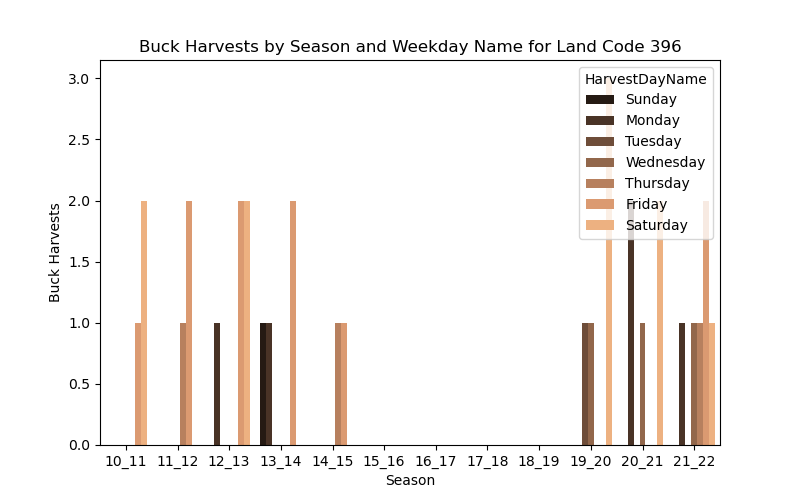 Buck Harvests by Season and Weekday Name for Land Code 396
HarvestDayName
Sunday
Monday
Tuesday
Wednesday
Thursday
Friday
Saturday
Buck Harvests
3.0
2.5
2.0
1.5
1.0
0.5
0.0
10_11 11_12 12_13 13_14 14_15 15_16 16_17 17_18 18_19 19_20 20_21 21_22
Season